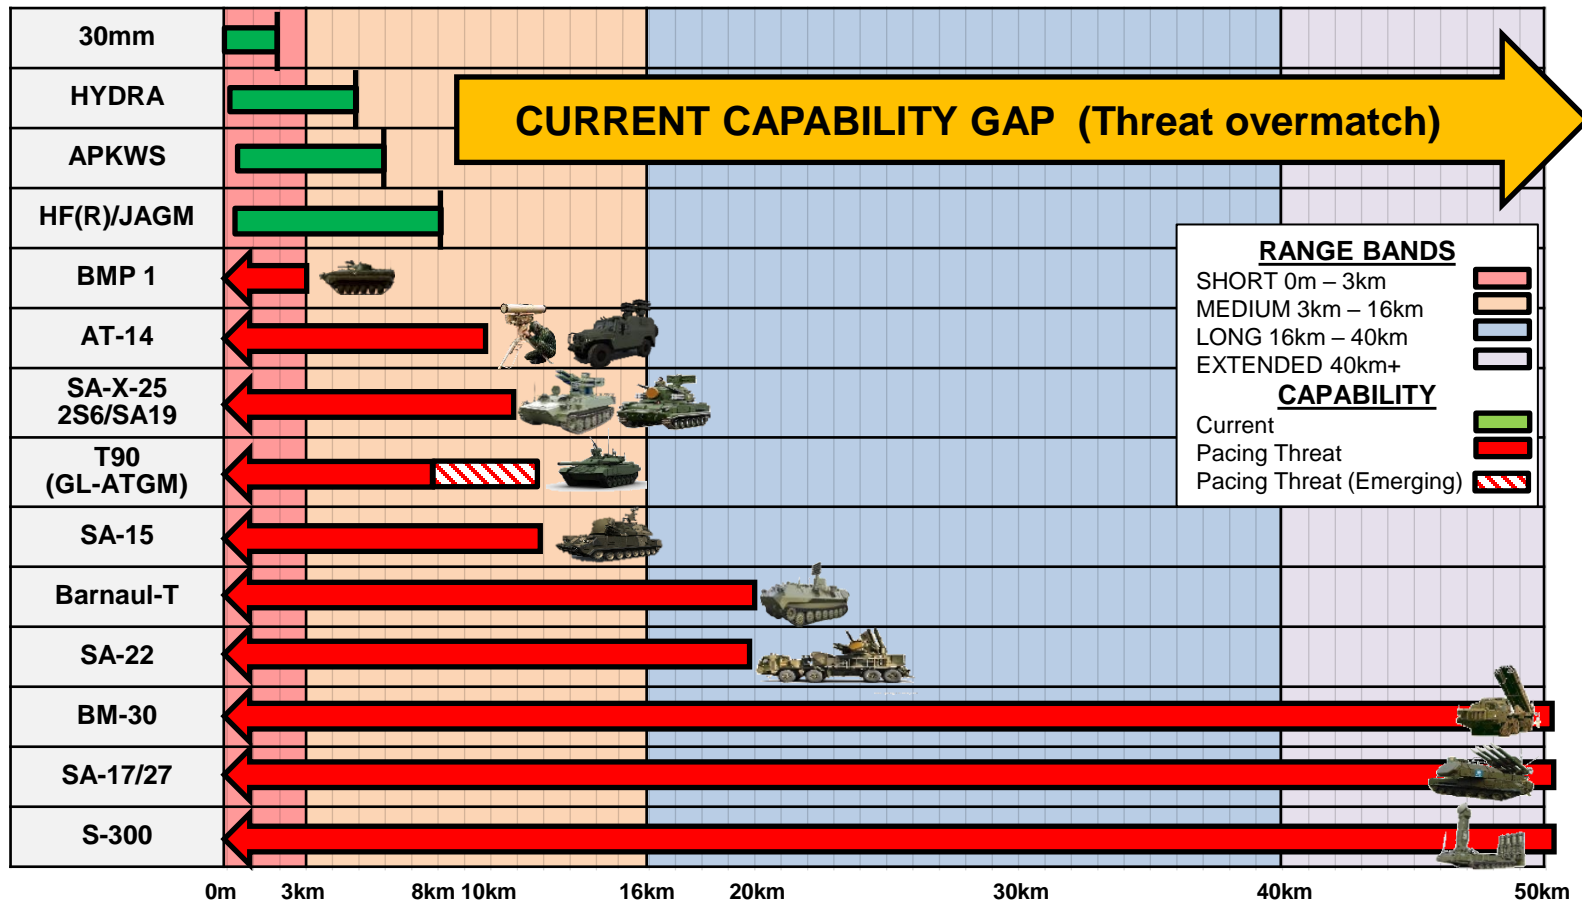 30mm
HYDRA
CURRENT CAPABILITY GAP (Threat overmatch)
APKWS
HF(R)/JAGM
BMP 1
AT-14
SA-X-25
2S6/SA19
T90
(GL-ATGM)
SA-15
Barnaul-T
SA-22
BM-30
SA-17/27
S-300
RANGE BANDS
SHORT 0m – 3km
MEDIUM 3km – 16km
LONG 16km – 40km
EXTENDED 40km+
CAPABILITY
Current
Pacing Threat
Pacing Threat (Emerging)
0m 3km 8km 10km 16km 20km 30km 40km 50km